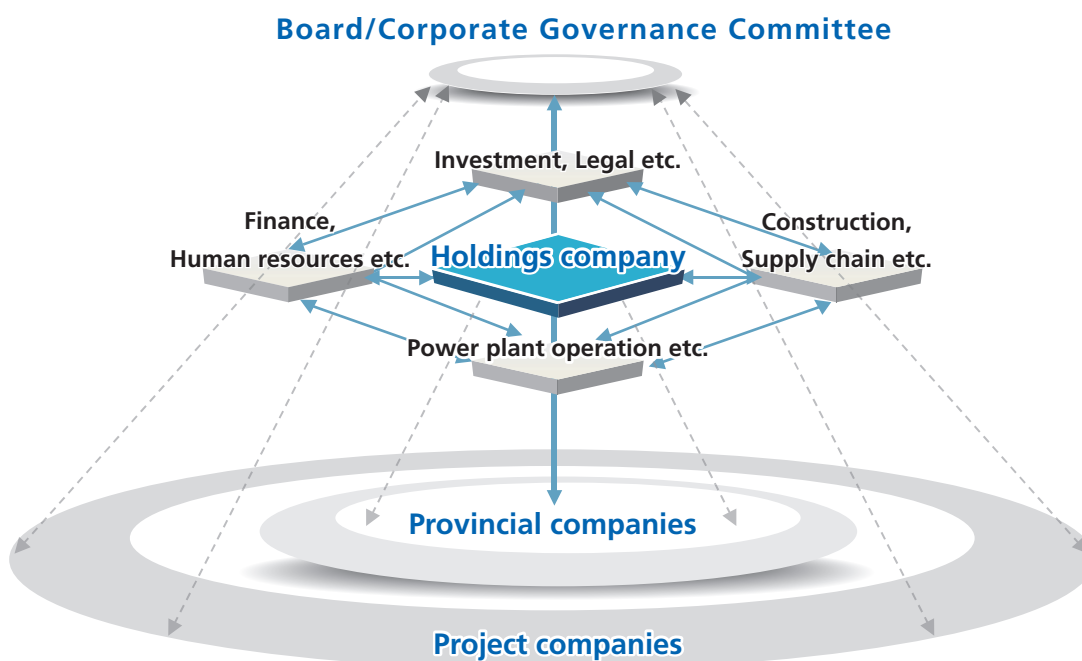 Board/Corporate Governance Committee
Investment, Legal etc.
Finance,
Human resources etc.
Construction,
Supply chain etc.
Holdings company
Power plant operation etc.
Provincial companies
Project companies